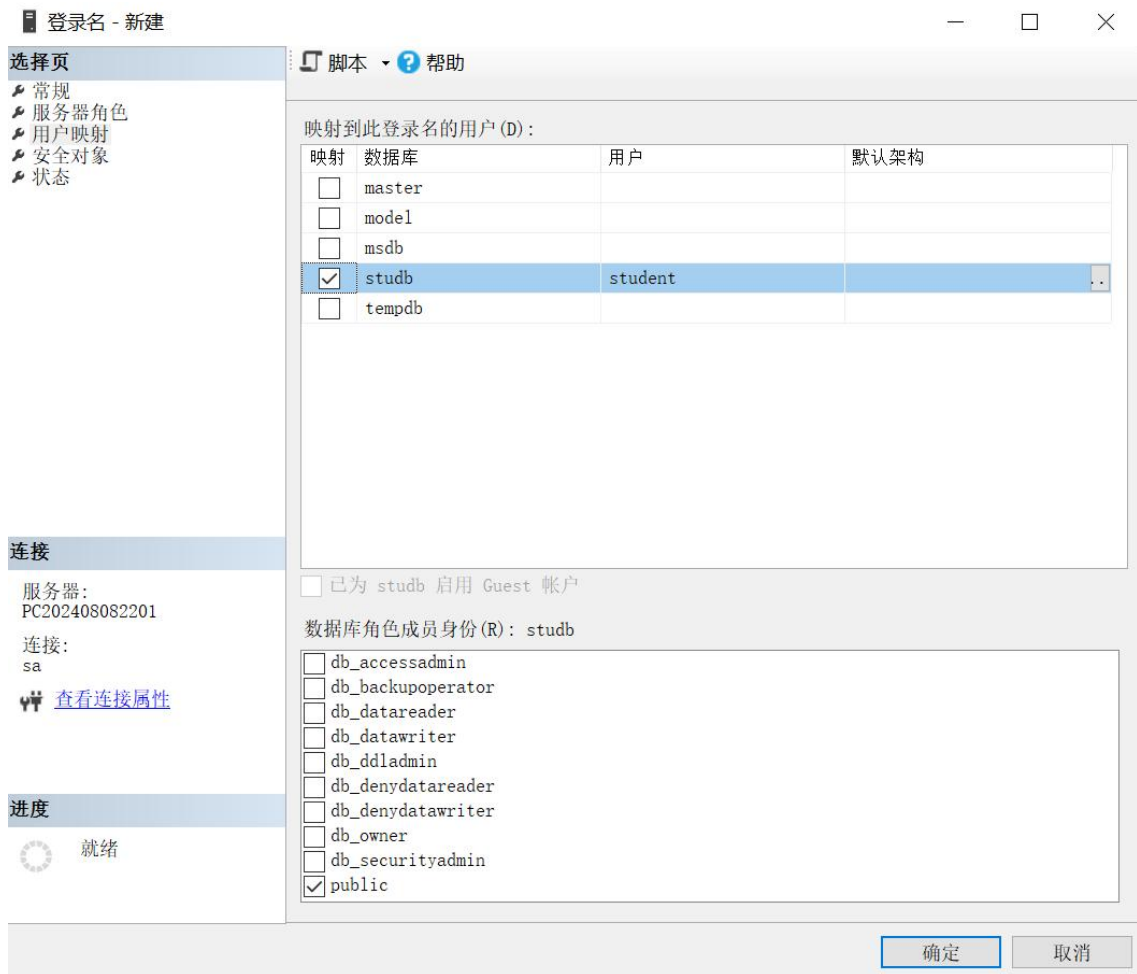 登录名 - 新建
选择页
常规
服务器角色
用户映射
安全对象
状态
脚本 帮助
映射到此登录名的用户(D):
映射 数据库 用户 默认架构
master
model
msdb
studb student ..
tempdb
已为 studb 启用 Guest 帐户
数据库角色成员身份(R): studb
db_accessadmin
db_backupoperator
db_datareader
db_datawriter
db_ddladmin
db_denydatareader
db_denydatawriter
db_owner
db_securityadmin
public
连接
服务器:
PC202408082201
连接:
sa
查看连接属性
进度
就绪
确定 取消